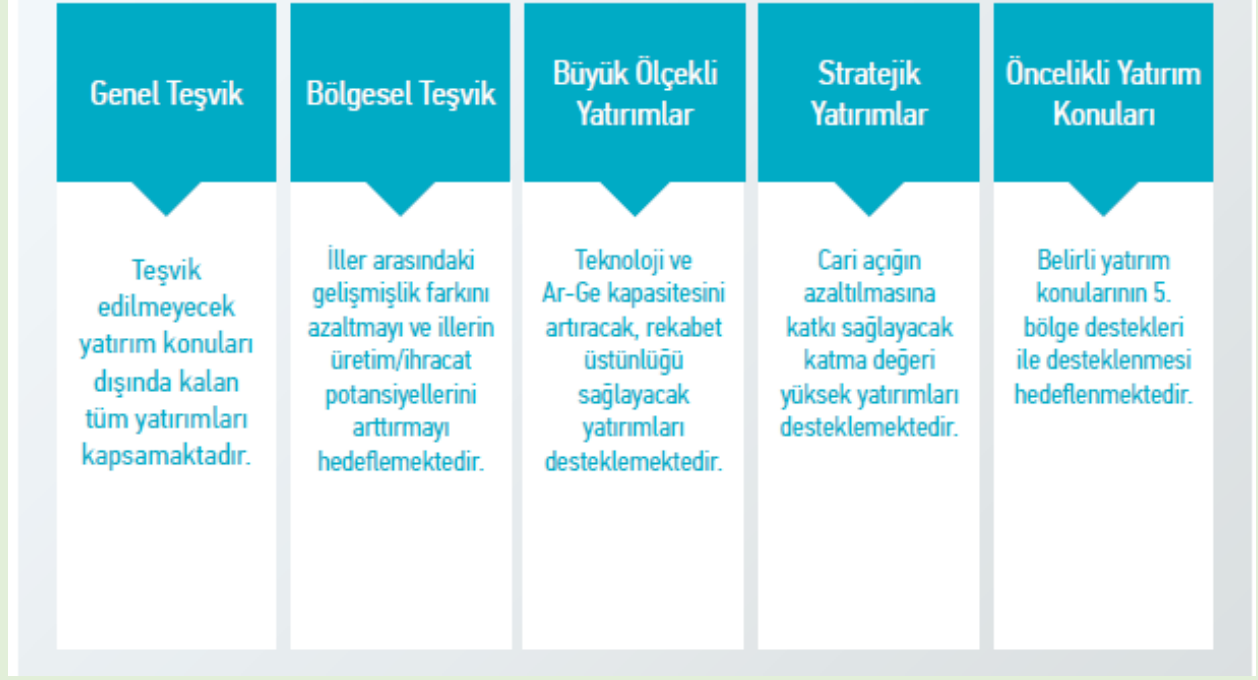 Genel Teşvik
Teşvik
edilmeyecek
yatırım konuları
dışında kalan
tüm yatırımları
kapsamaktadır.
Bölgesel Teşvik
İller arasındaki
gelişmişlik farkını
azaltmayı ve illerin
üretim/ihracat
potansiyellerini
arttırmayı
hedeflemektedir.
Büyük Ölçekli
Yatırımlar
Teknoloji ve
Ar-Ge kapasitesini
artıracak, rekabet
üstünlüğü
sağlayacak
yatırımları
desteklemektedir.
Stratejik
Yatırımlar
Cari açığın
azaltılmasına
katkı sağlayacak
katma değeri
yüksek yatırımları
desteklemektedir.
Öncelikli Yatırım
Konuları
Belirli yatırım
konularının 5.
bölge destekleri
ile desteklenmesi
hedeflenmektedir.